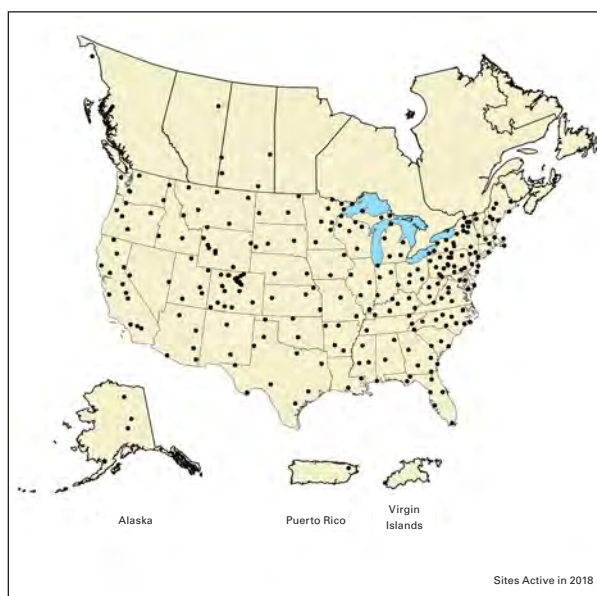 Alaska
Puerto Rico
Virgin
Islands
Sites Active in 2018